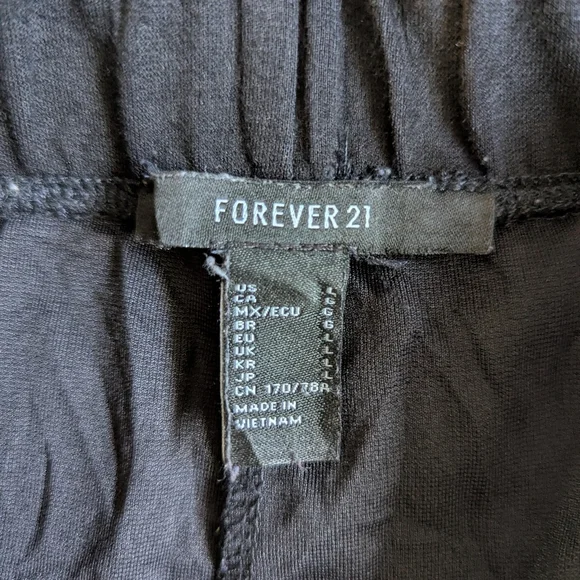 FOREVER 21
US L
CA G
MX/ECU G
BR G
EU L
UK L
KR L
JP L
CN 170/78A
MADE IN
VIETNAM